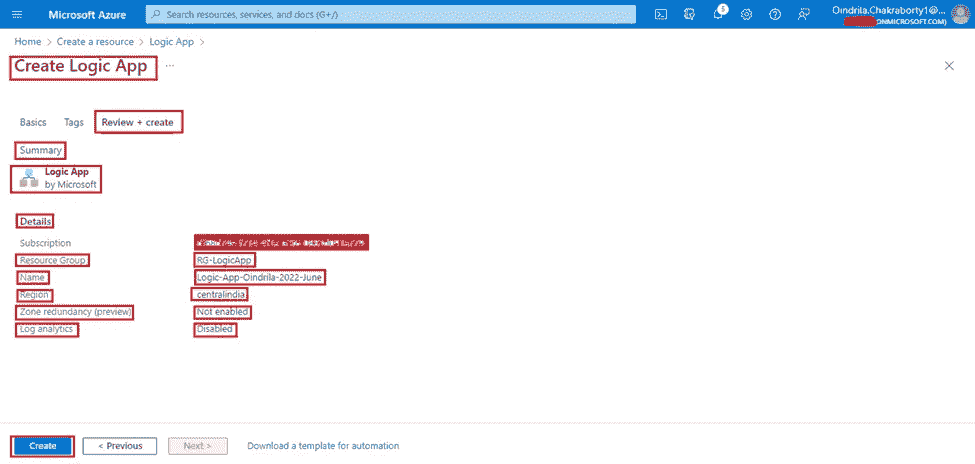 Microsoft Azure
Search resources, services, and docs (G+/)
5
Oindrila.Chakraborty1@...
ONMICROSOFT.COM)
Home > Create a resource > Logic App >
Create Logic App ...
Basics Tags Review + create
Summary
Logic App
by Microsoft
Details
Subscription
Resource Group RG-LogicApp
Name Logic-App-Oindrila-2022-June
Region centralindia
Zone redundancy (preview) Not enabled
Log analytics Disabled
Create < Previous Next > Download a template for automation